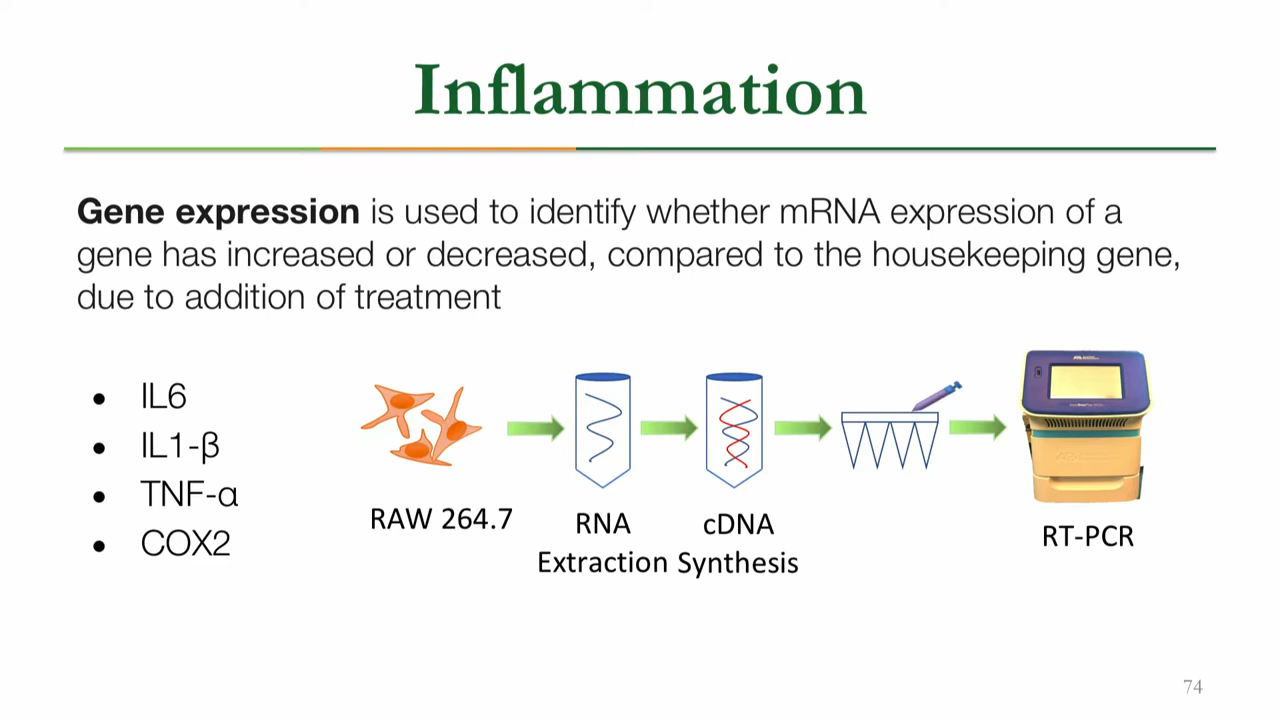 Inflammation
Gene expression is used to identify whether mRNA expression of a
gene has increased or decreased, compared to the housekeeping gene,
due to addition of treatment
• IL6
• IL1-β
• TNF-α
• COX2
RAW 264.7
RNA
Extraction
cDNA
Synthesis
RT-PCR
74